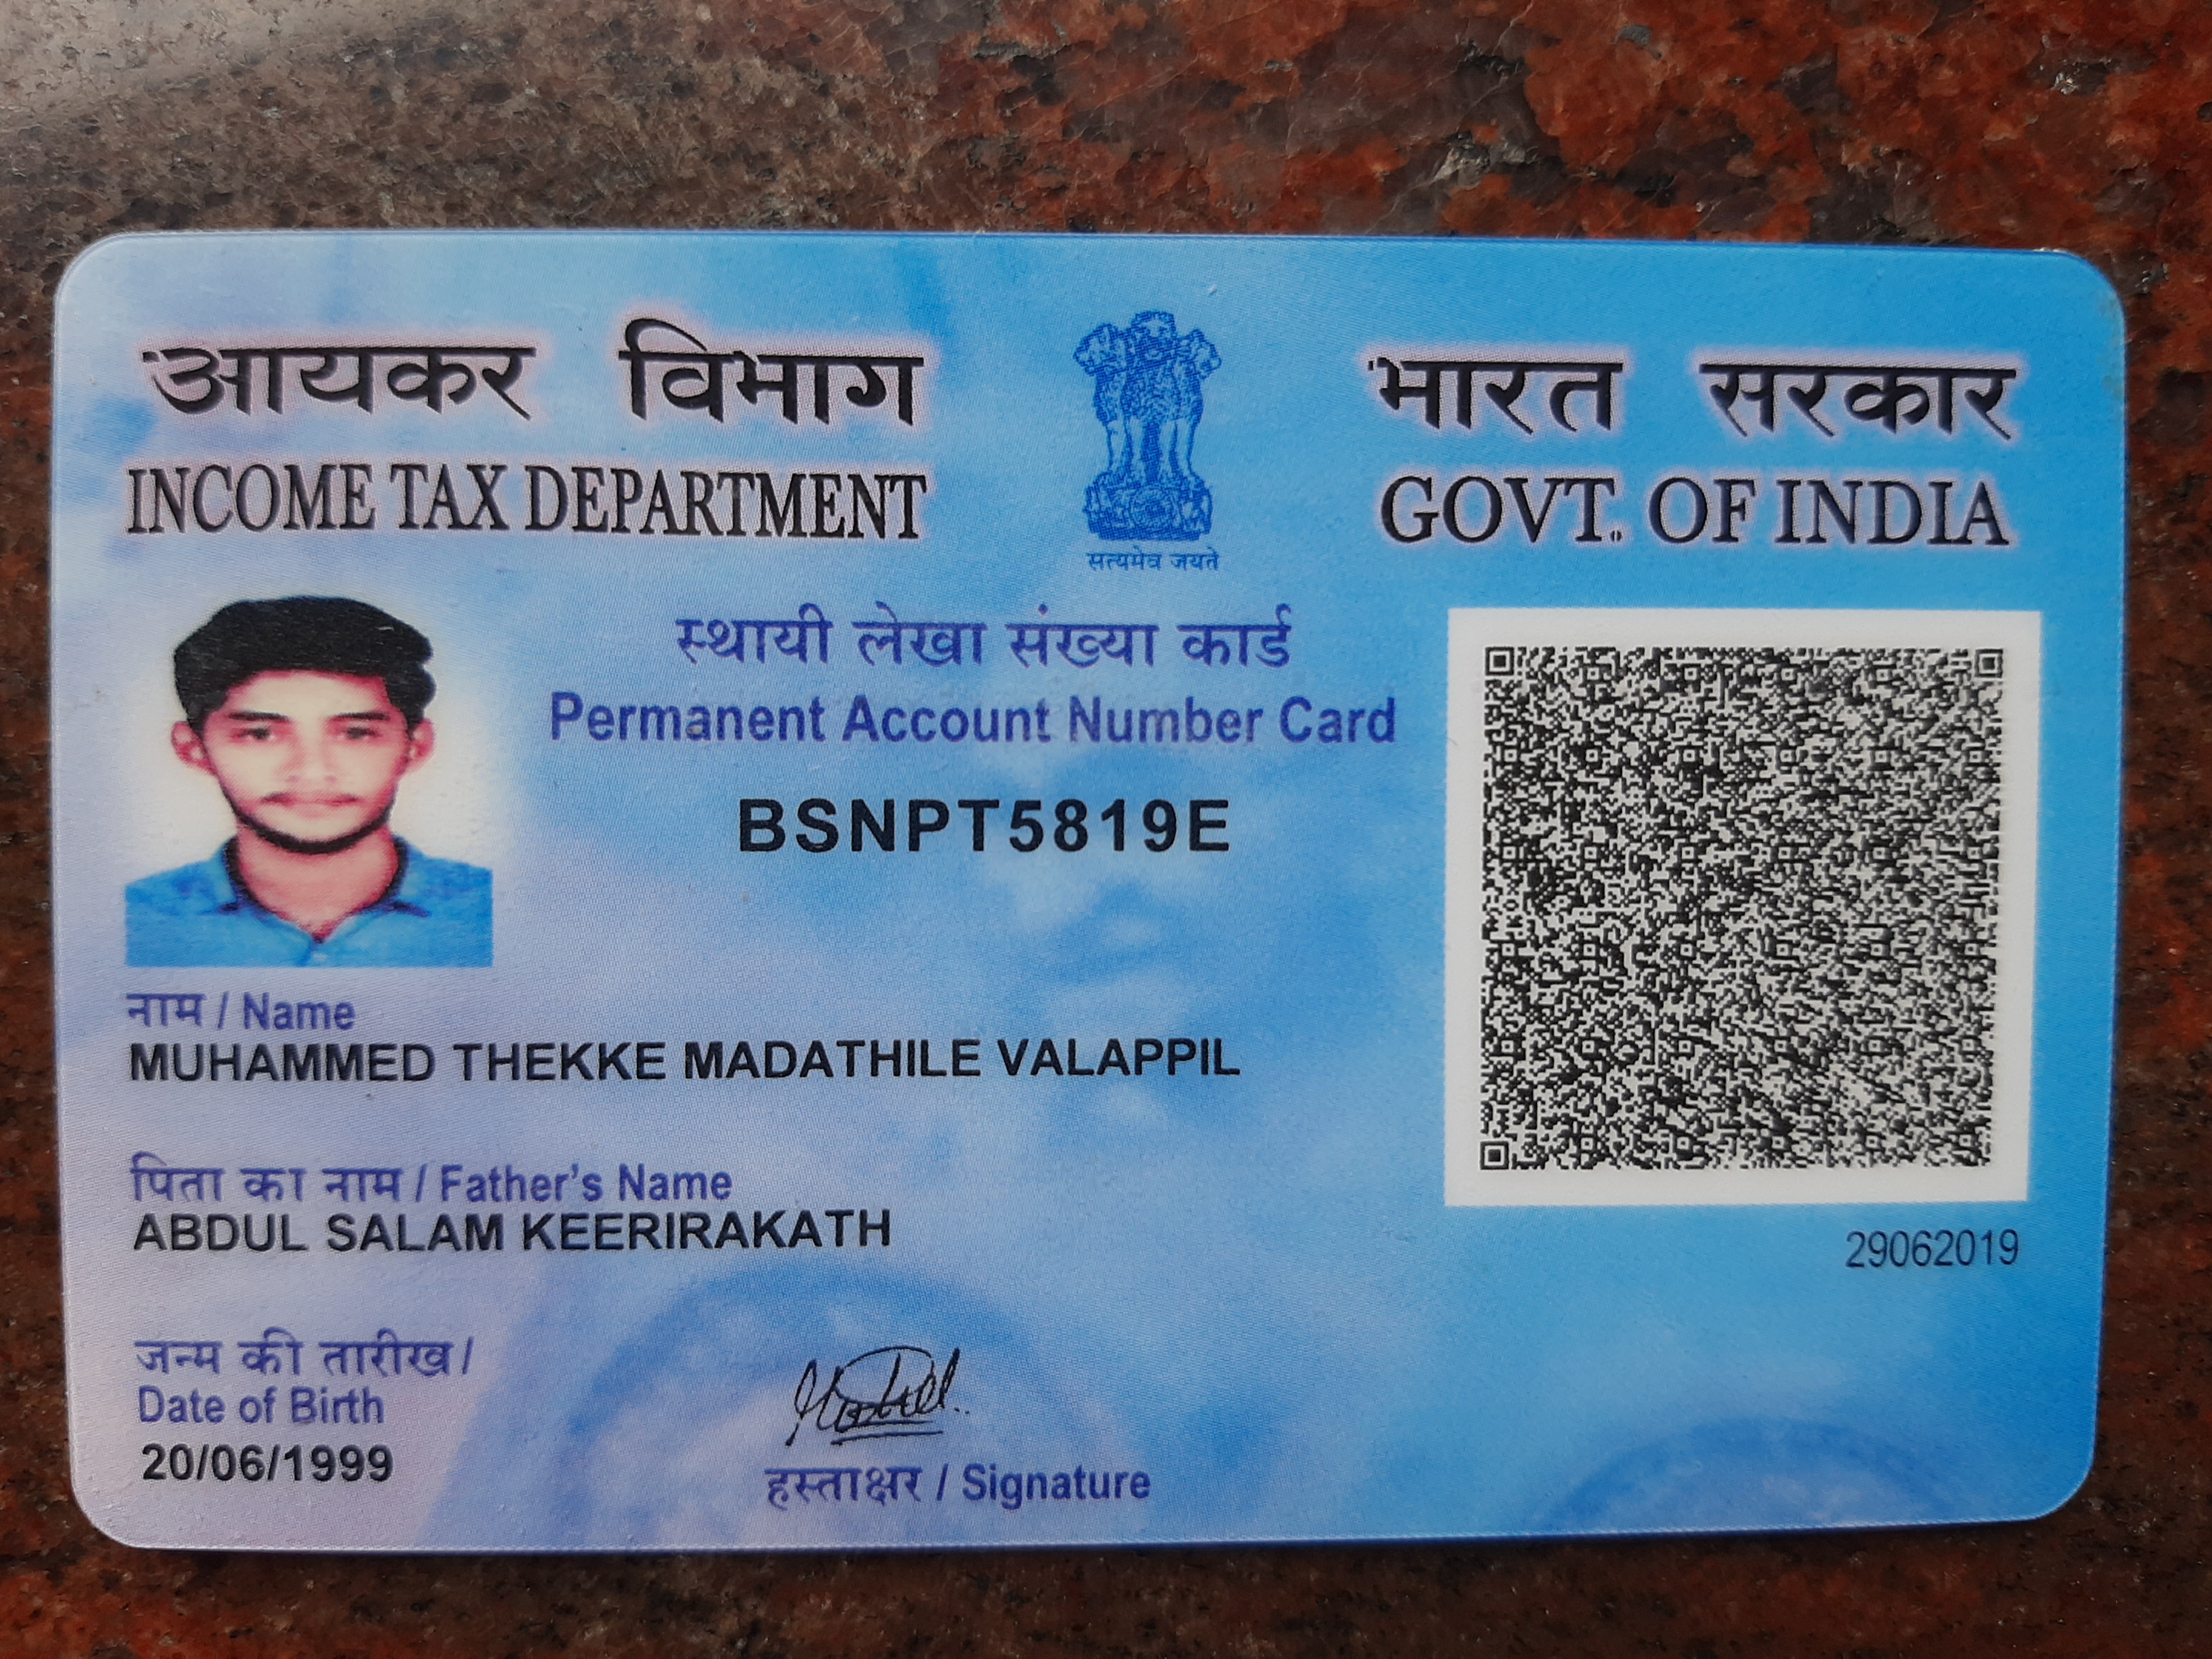 आयकर विभाग
INCOME TAX DEPARTMENT
सत्यमेव जयते
भारत सरकार
GOVT. OF INDIA
स्थायी लेखा संख्या कार्ड
Permanent Account Number Card
BSNPT5819E
नाम / Name
MUHAMMED THEKKE MADATHILE VALAPPIL
पिता का नाम / Father's Name
ABDUL SALAM KEERIRAKATH
जन्म की तारीख /
Date of Birth
20/06/1999
हस्ताक्षर / Signature
29062019